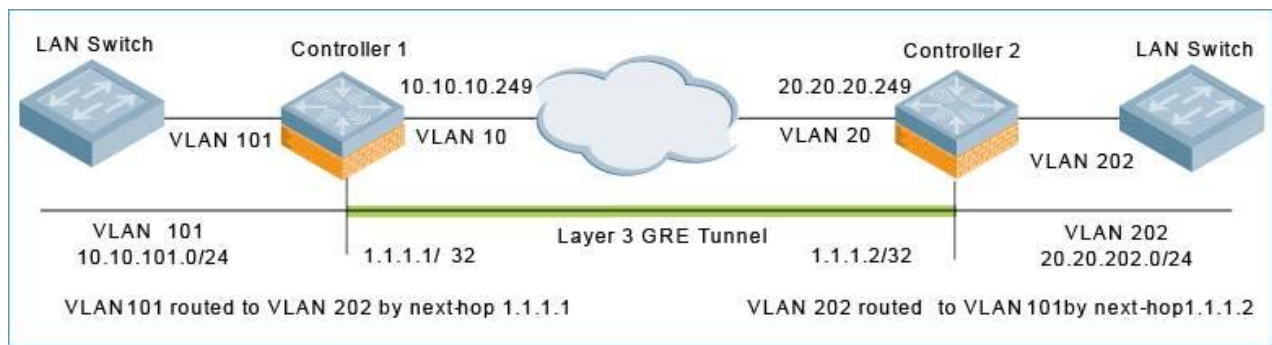 LAN Switch
Controller 1
Controller 2
LAN Switch
10.10.10.249
20.20.20.249
VLAN 101
VLAN 10
VLAN 20
VLAN 202
VLAN 101
10.10.101.0/24
1.1.1.1/ 32
Layer 3 GRE Tunnel
1.1.1.2/32
VLAN 202
20.20.202.0/24
VLAN101 routed to VLAN 202 by next-hop 1.1.1.1
VLAN 202 routed to VLAN101by next-hop1.1.1.2